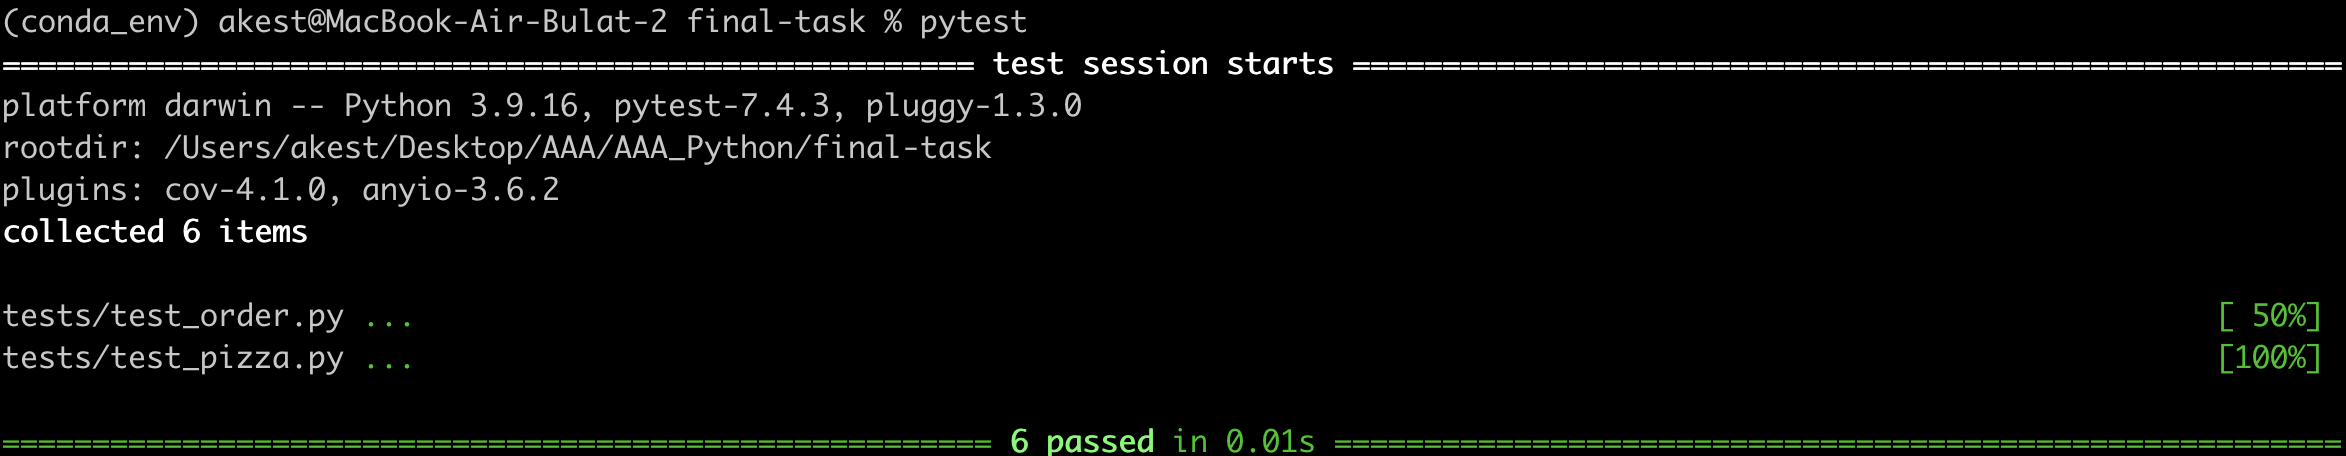 (conda_env) akest@MacBook-Air-Bulat-2 final-task % pytest
====================================================== test session starts =======================================================
platform darwin -- Python 3.9.16, pytest-7.4.3, pluggy-1.3.0
rootdir: /Users/akest/Desktop/AAA/AAA_Python/final-task
plugins: cov-4.1.0, anyio-3.6.2
collected 6 items
tests/test_order.py ... [ 50%]
tests/test_pizza.py ... [100%]
======================================================= 6 passed in 0.01s ========================================================